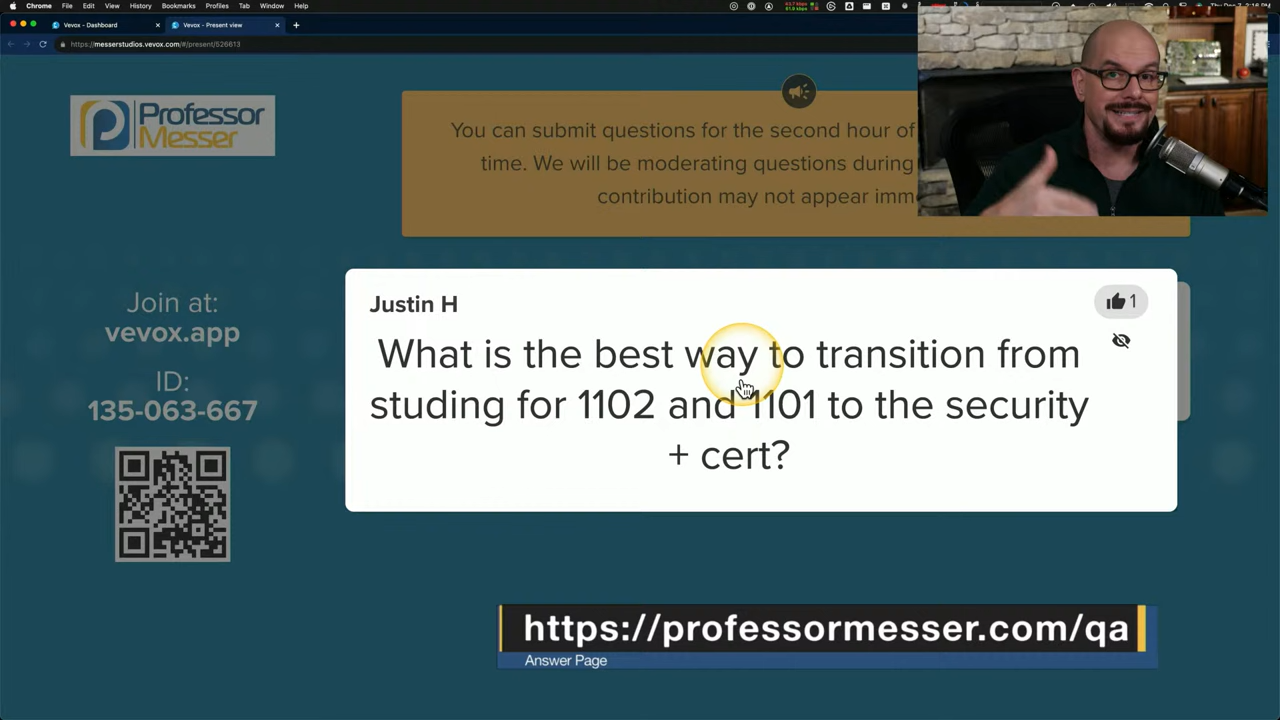 Chrome File Edit View History Bookmarks Profiles Tab Window Help
Vevox - Dashboard
Vevox - Present view
https://messerstudios.vevox.com/#/present/526613
Professor
Messer
You can submit questions for the second hour of
time. We will be moderating questions during
contribution may not appear imm
Join at:
vevox.app
ID:
135-063-667
Justin H
1
What is the best way to transition from
studing for 1102 and 1101 to the security
+ cert?
https://professormesser.com/qa
Answer Page